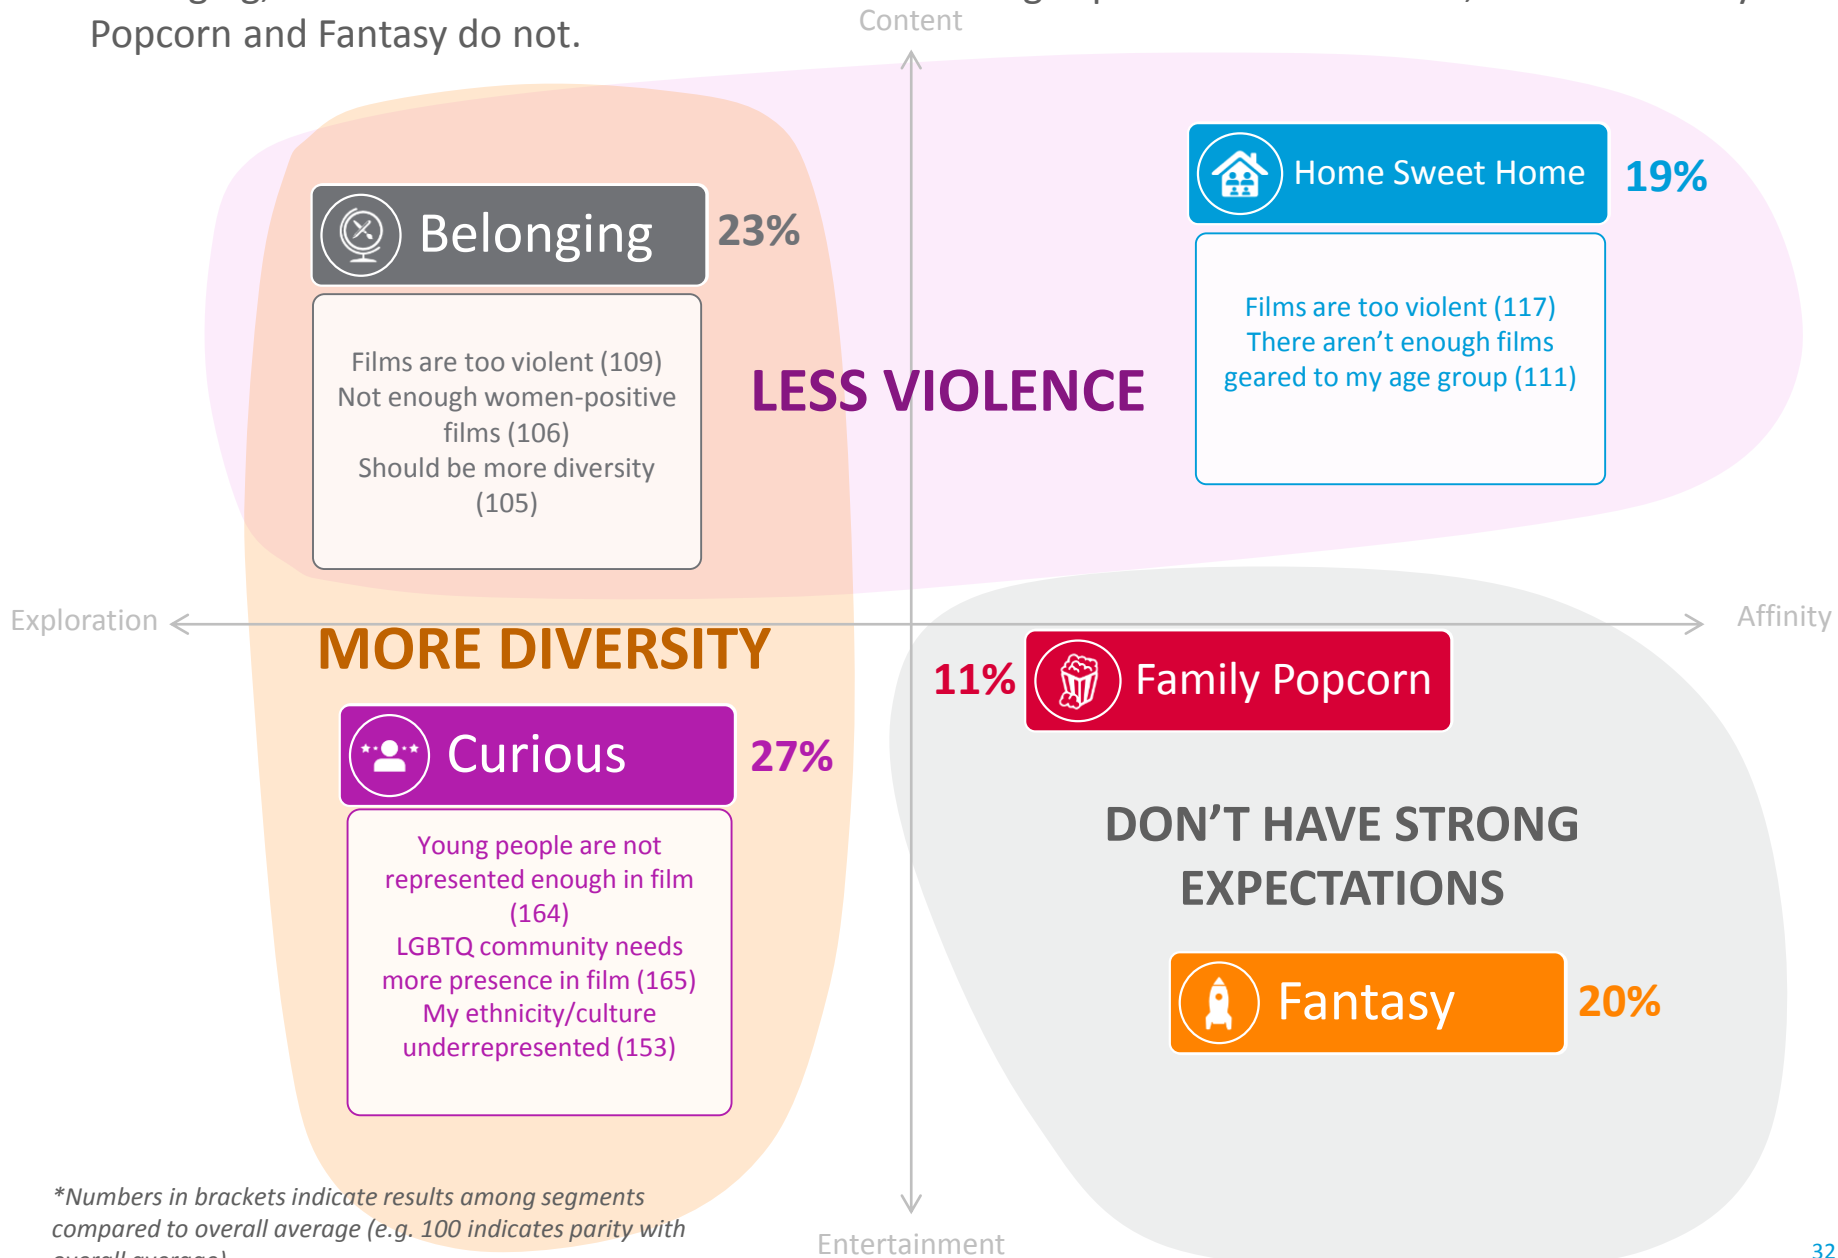 Popcorn and Fantasy do not.
Content
Home Sweet Home
19%
Belonging
23%
Films are too violent (117)
There aren’t enough films
geared to my age group (111)
Films are too violent (109)
Not enough women-positive
films (106)
Should be more diversity
(105)
LESS VIOLENCE
Exploration
Affinity
MORE DIVERSITY
11%
Family Popcorn
Curious
27%
DON’T HAVE STRONG
EXPECTATIONS
Young people are not
represented enough in film
(164)
LGBTQ community needs
more presence in film (165)
My ethnicity/culture
underrepresented (153)
Fantasy
20%
*Numbers in brackets indicate results among segments
compared to overall average (e.g. 100 indicates parity with
overall average)
Entertainment
32